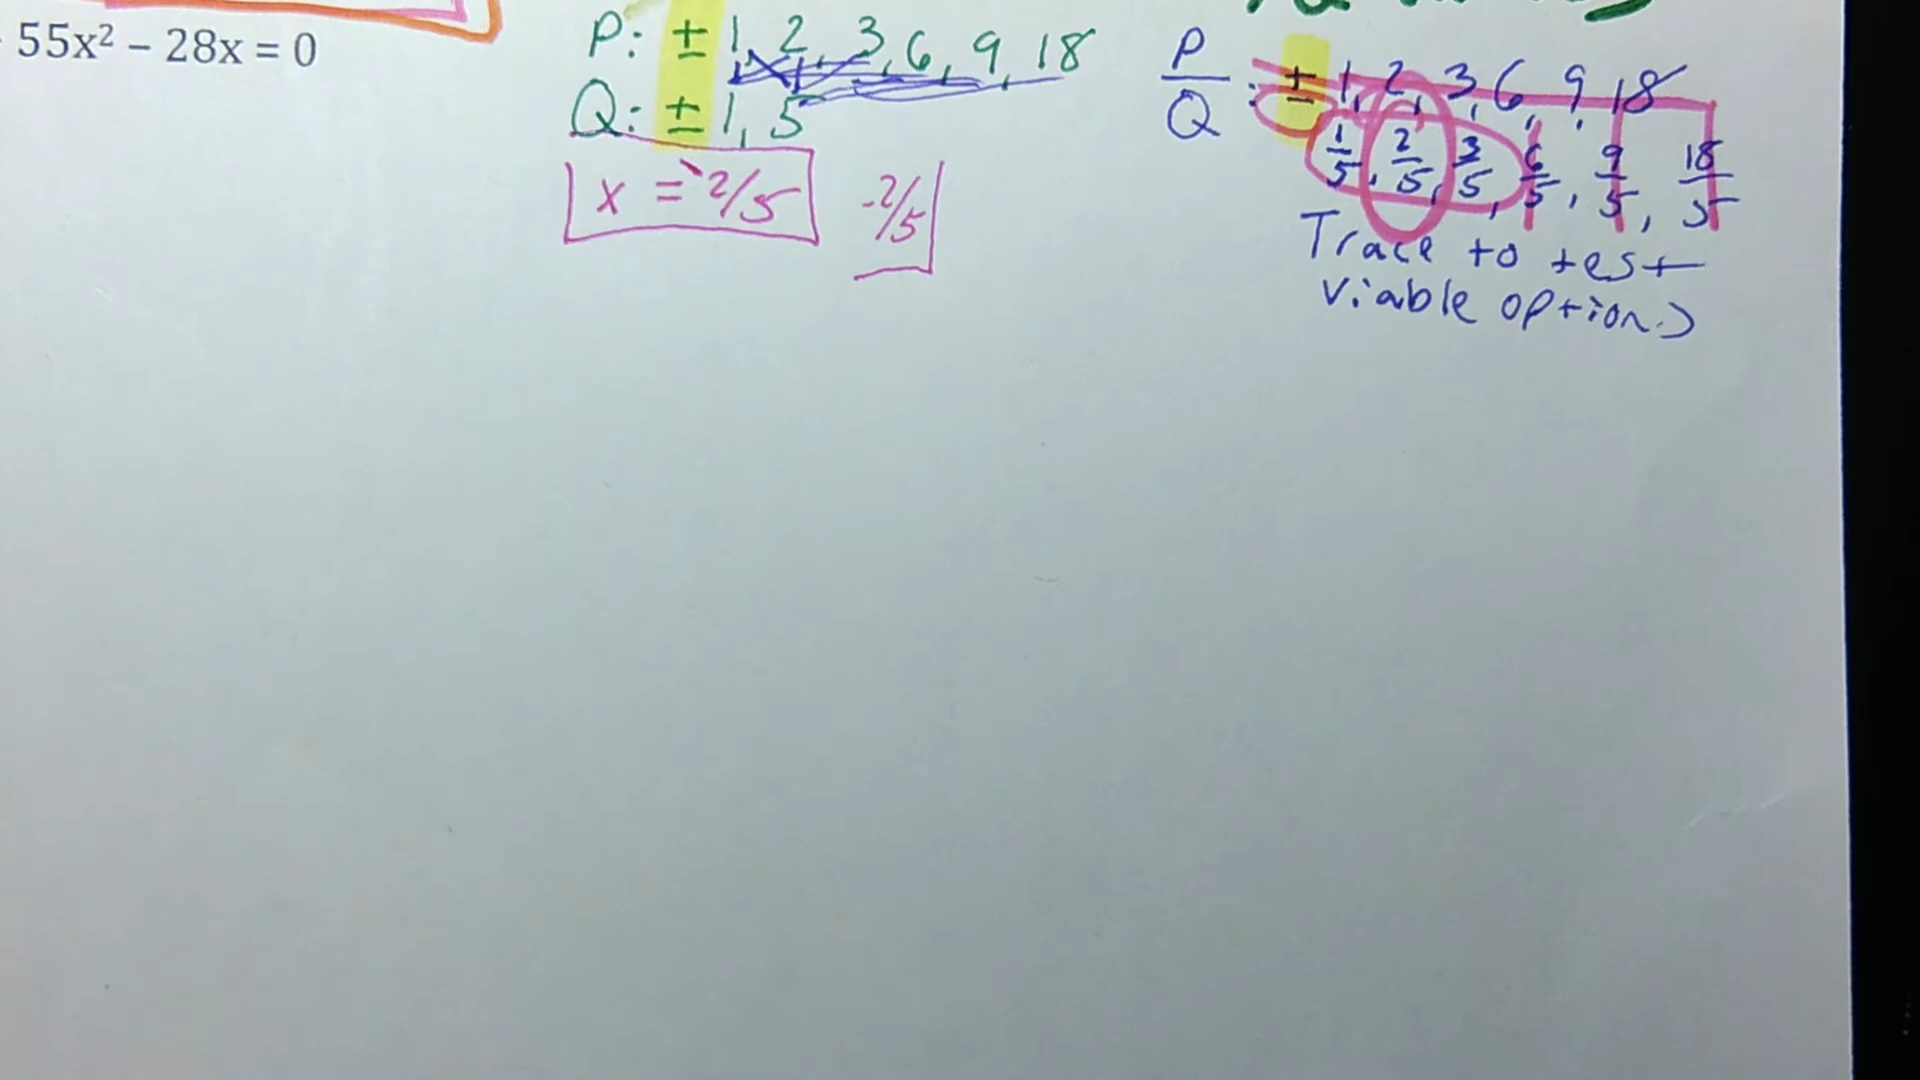 55x² − 28x = 0
P: ± 1, 2, 3, 6, 9, 18
Q: ± 1, 5
x = -2/5
-2/5
P/Q : ± 1, 2, 3, 6, 9, 18
1/5, 2/5, 3/5, 6/5, 9/5, 18/5
Trace to test
viable options